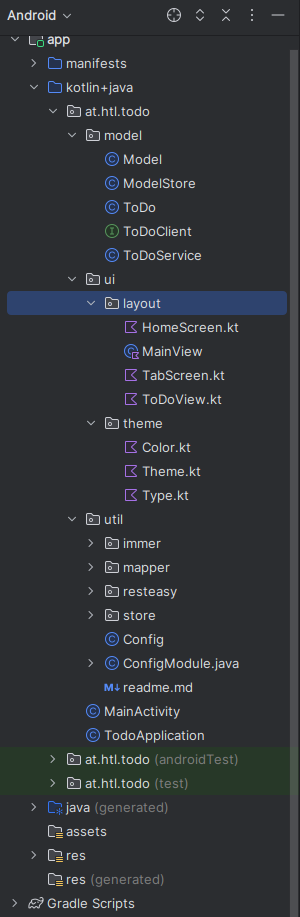 Android
app
manifests
kotlin+java
at.htl.todo
model
Model
ModelStore
ToDo
ToDoClient
ToDoService
ui
layout
HomeScreen.kt
MainView
TabScreen.kt
ToDoView.kt
theme
Color.kt
Theme.kt
Type.kt
util
immer
mapper
resteasy
store
Config
ConfigModule.java
readme.md
MainActivity
TodoApplication
at.htl.todo (androidTest)
at.htl.todo (test)
java (generated)
assets
res
res (generated)
Gradle Scripts